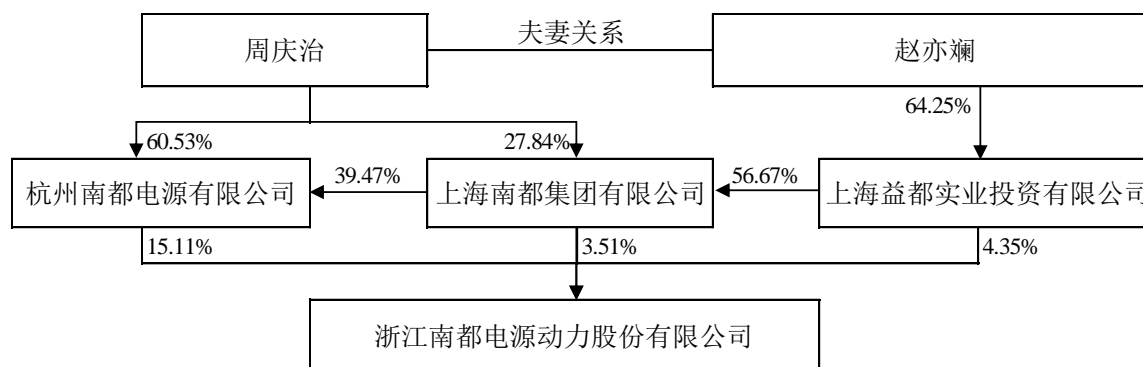 夫妻关系
周庆治
赵亦斓
64.25%
60.53%
27.84%
杭州南都电源有限公司
39.47%
上海南都集团有限公司
56.67%
上海益都实业投资有限公司
15.11%
3.51%
4.35%
浙江南都电源动力股份有限公司